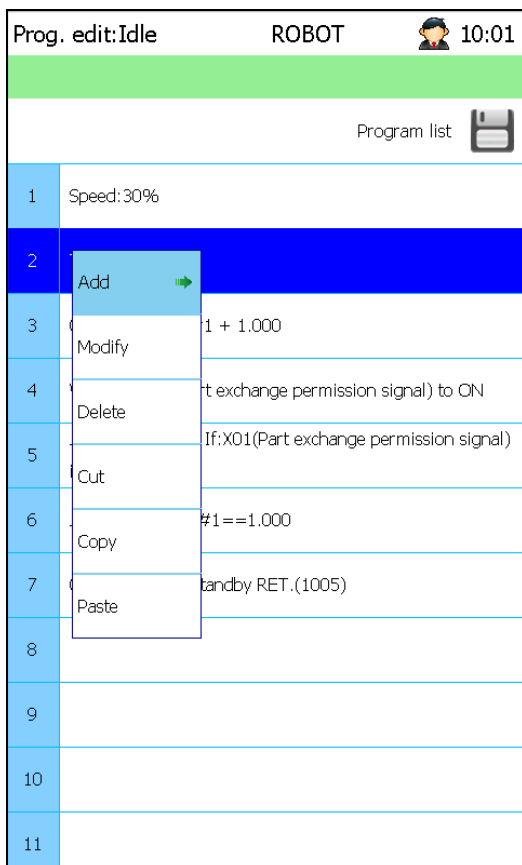 Prog. edit:Idle ROBOT 10:01
Program list
1 Speed:30%
2
Add
3 1 + 1.000
Modify
4 t exchange permission signal) to ON
Delete
5 If:X01(Part exchange permission signal)
Cut
6 #1==1.000
Copy
7 tandby RET.(1005)
Paste
8
9
10
11